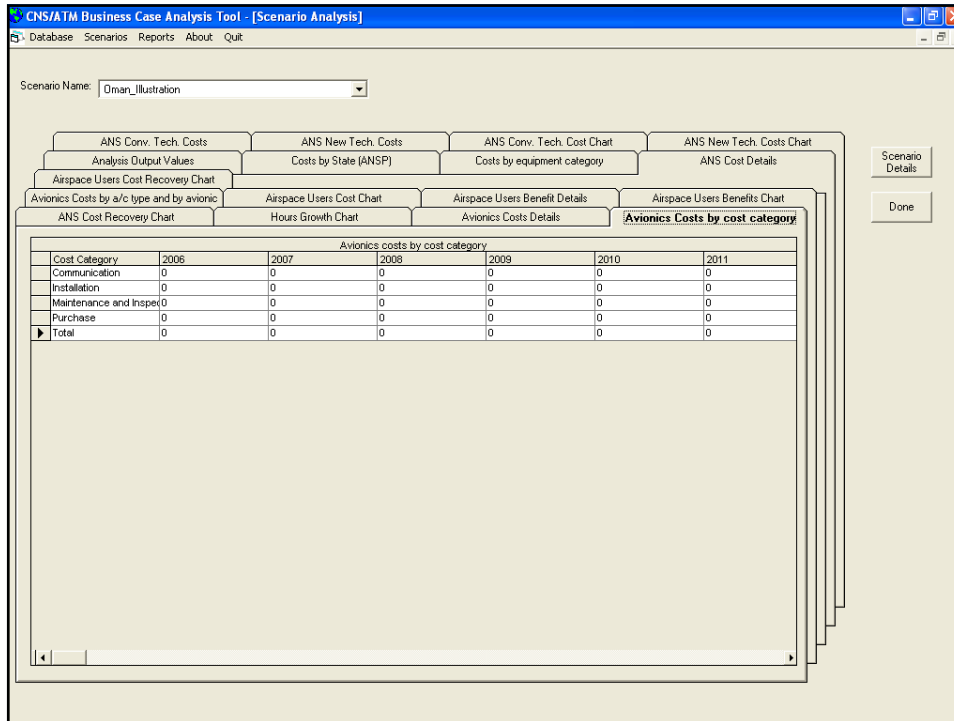 CNS/ATM Business Case Analysis Tool - [Scenario Analysis]
Database Scenarios Reports About Quit
Scenario Name: Oman_Illustration
ANS Conv. Tech. Costs ANS New Tech. Costs ANS Conv. Tech. Cost Chart ANS New Tech. Costs Chart
Analysis Output Values Costs by State (ANSP) Costs by equipment category ANS Cost Details
Scenario Details
Airspace Users Cost Recovery Chart
Avionics Costs by a/c type and by avionic Airspace Users Cost Chart Airspace Users Benefit Details Airspace Users Benefits Chart
Done
ANS Cost Recovery Chart Hours Growth Chart Avionics Costs Details Avionics Costs by cost category
Avionics costs by cost category
Cost Category 2006 2007 2008 2009 2010 2011
Communication 0 0 0 0 0 0
Installation 0 0 0 0 0 0
Maintenance and Inspec 0 0 0 0 0 0
Purchase 0 0 0 0 0 0
Total 0 0 0 0 0 0